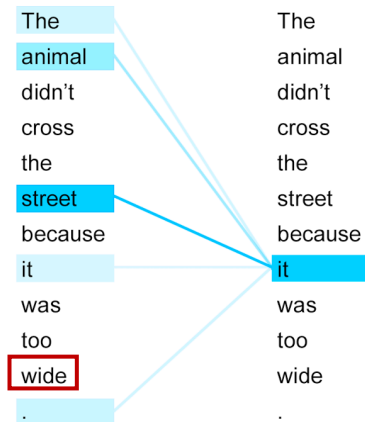 The The
animal animal
didn't didn't
cross cross
the the
street street
because because
it it
was was
too too
wide wide
. .